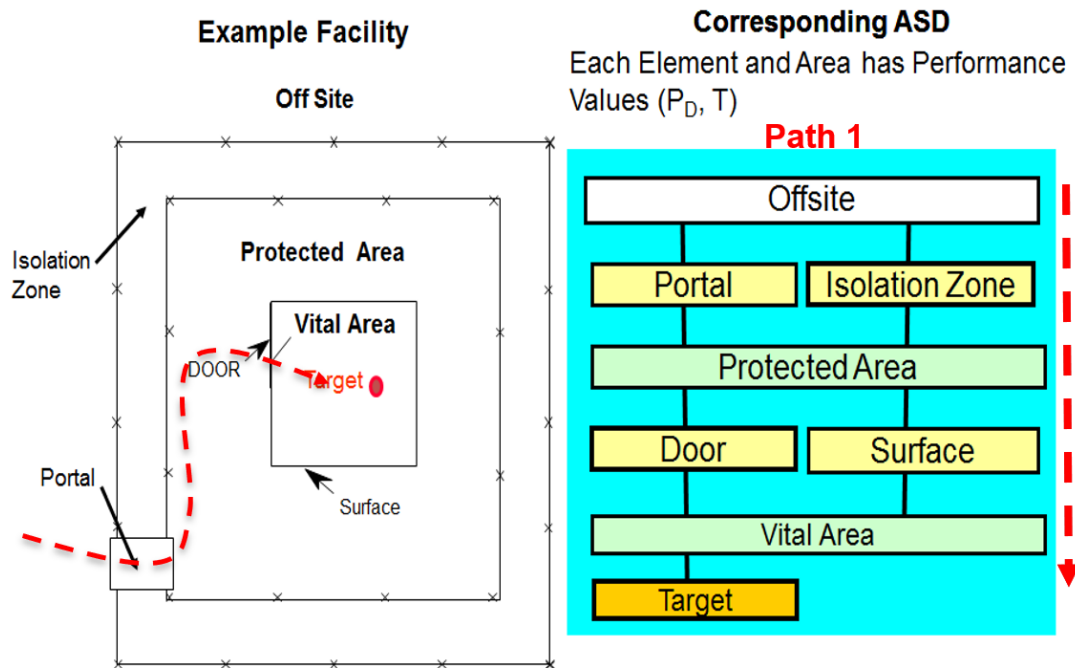 Example Facility
Off Site
Isolation
Zone
Protected Area
Vital Area
DOOR
Target
Portal
Surface
Corresponding ASD
Each Element and Area has Performance
Values (PD, T)
Path 1
Offsite
Portal
Isolation Zone
Protected Area
Door
Surface
Vital Area
Target